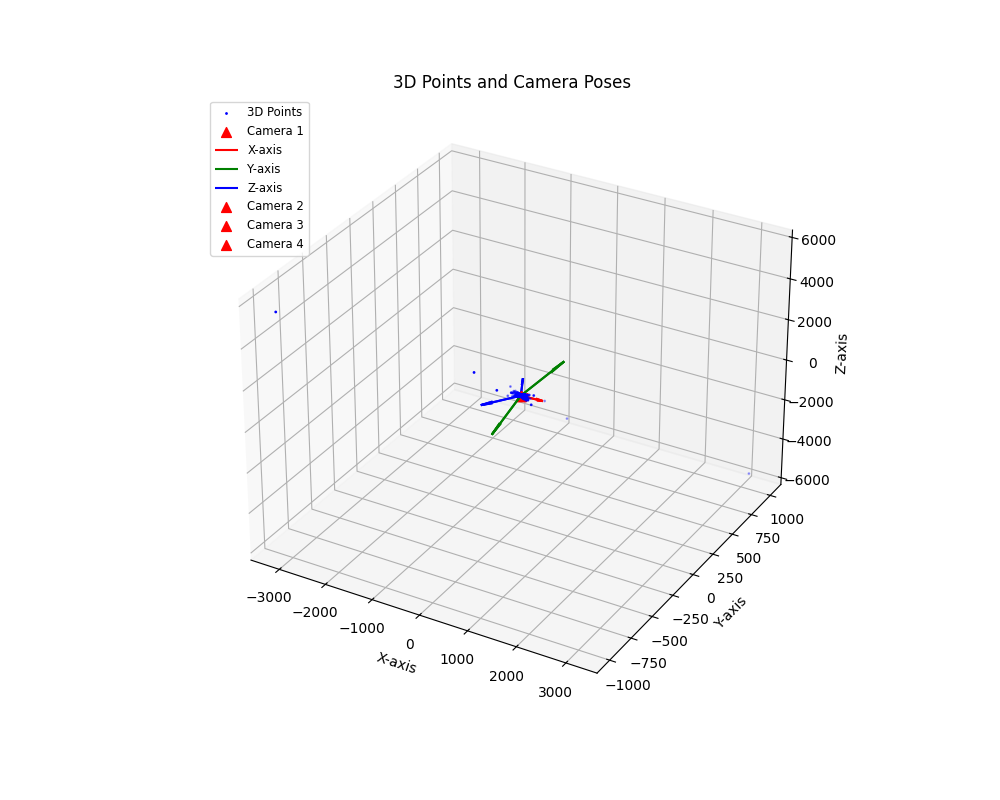 3D Points and Camera Poses
3D Points
Camera 1
X-axis
Y-axis
Z-axis
Camera 2
Camera 3
Camera 4
6000
4000
2000
0
−2000
−4000
−6000
Z-axis
1000
750
500
250
0
−250
−500
−750
−1000
Y-axis
−3000
−2000
−1000
0
1000
2000
3000
X-axis